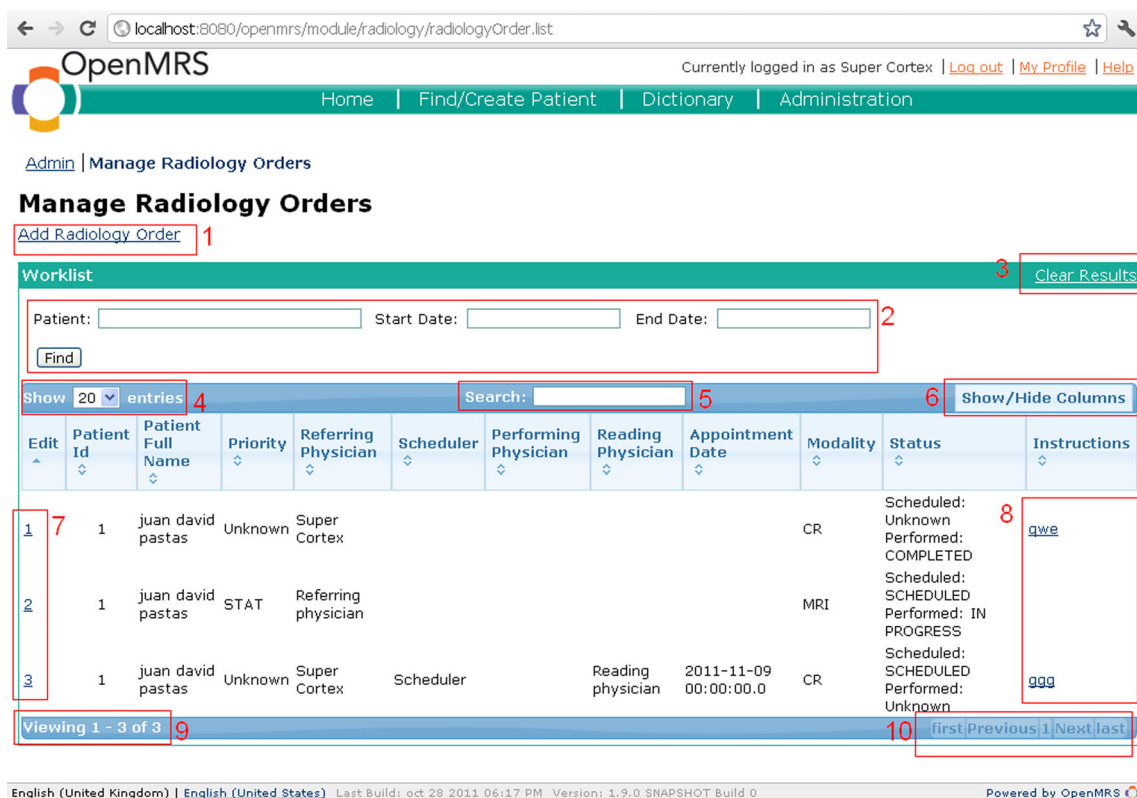 localhost:8080/openmrs/module/radiology/radiologyOrder.list
OpenMRS
Currently logged in as Super Cortex | Log out | My Profile | Help
Home | Find/Create Patient | Dictionary | Administration
Admin | Manage Radiology Orders
Manage Radiology Orders
Add Radiology Order 1
Worklist 3 Clear Results
Patient: Start Date: End Date: 2
Find
Show 20 entries 4 Search: 5 6 Show/Hide Columns
Edit Patient Id Patient Full Name Priority Referring Physician Scheduler Performing Physician Reading Physician Appointment Date Modality Status Instructions
7 8
1 1 juan david pastas Unknown Super Cortex CR Scheduled: Unknown Performed: COMPLETED qwe
2 1 juan david pastas STAT Referring physician MRI Scheduled: SCHEDULED Performed: IN PROGRESS
3 1 juan david pastas Unknown Super Cortex Scheduler Reading physician 2011-11-09 00:00:00.0 CR Scheduled: SCHEDULED Performed: Unknown ggg
Viewing 1 - 3 of 3 9 10 first Previous 1 Next last
English (United Kingdom) | English (United States) Last Build: oct 28 2011 06:17 PM Version: 1.9.0 SNAPSHOT Build 0 Powered by OpenMRS